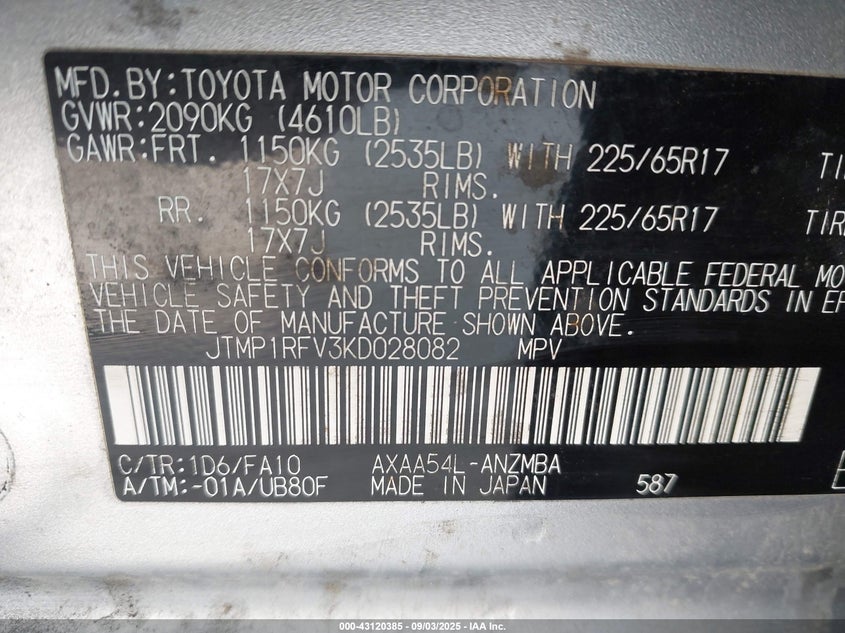 MFD.BY:TOYOTA MOTOR CORPORATION
GVWR:2090KG (4610LB)
GAWR:FRT. 1150KG (2535LB) WITH 225/65R17
17X7J RIMS.
RR. 1150KG (2535LB) WITH 225/65R17
17X7J RIMS.
THIS VEHICLE CONFORMS TO ALL APPLICABLE FEDERAL
VEHICLE SAFETY AND THEFT PREVENTION STANDARDS IN
THE DATE OF MANUFACTURE SHOWN ABOVE.
JTMP1RFV3KD028082 MPV
C/TR:1D6/FA10 AXAA54L-ANZMBA
A/TM:-01A/UB80F MADE IN JAPAN 587
000-43120385 - 09/03/2025 - IAA Inc.